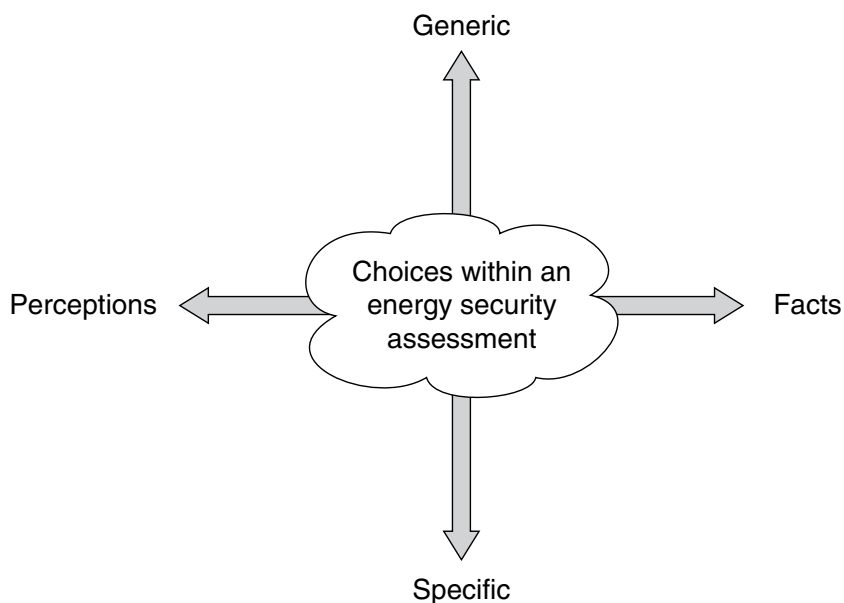 Generic
Perceptions
Choices within an
energy security
assessment
Facts
Specific